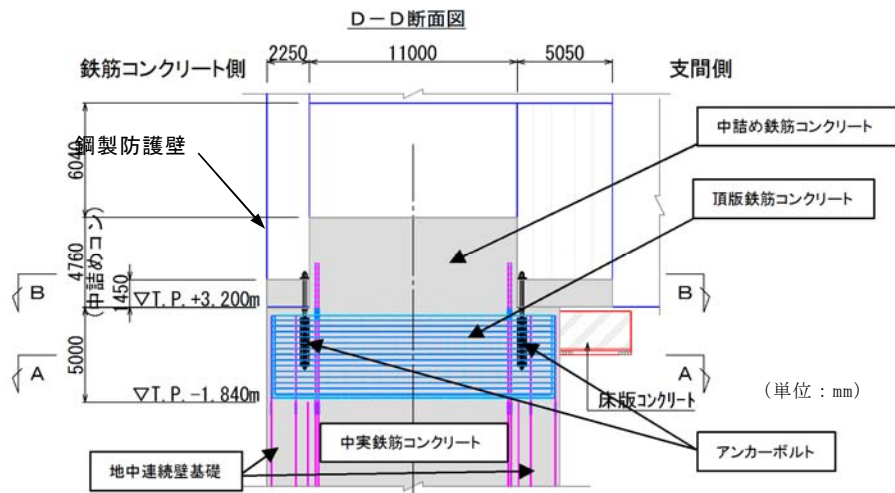 D-D断面図
2250 11000 5050
鉄筋コンクリート側
支間側
中詰め鉄筋コンクリート
鋼製防護壁
6040
頂版鉄筋コンクリート
4760
(中詰めコン)
1450
B
B
▽T.P.+3.200m
5000
A
A
▽T.P.-1.840m
(単位:mm)
床版コンクリート
中実鉄筋コンクリート
アンカーボルト
地中連続壁基礎